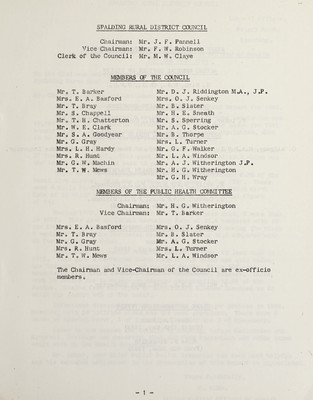 SPALDING RURAL DISTRICT COUNCIL
Chairman: Mr. J. F. Pannell
Vice Chairman: Mr. F. W. Robinson
Clerk of the Council: Mr. M. W. Claye
MEMBERS OF THE COUNCIL
Mr. T. Barker Mr. D. J. Riddington M.A., J.P.
Mrs. E. A. Basford Mrs. O. J. Senkey
Mr. T. Bray Mr. B. Slater
Mr. S. Chappell Mr. H. E. Sneath
Mr. T. H. Chatterton Mr. S. Sperring
Mr. W. E. Clark Mr. A. G. Stocker
Mr. S. A. Goodyear Mr. B. Thorpe
Mr. G. Gray Mrs. L. Turner
Mrs. L. H. Hardy Mr. G. F. Walker
Mrs. R. Hunt Mr. L. A. Windsor
Mr. G. W. Machin Mr. A. J. Witherington J.P.
Mr. T. W. Mews Mr. H. G. Witherington
Mr. G. H. Wray
MEMBERS OF THE PUBLIC HEALTH COMMITTEE
Chairman: Mr. H. G. Witherington
Vice Chairman: Mr. T. Barker
Mrs. E. A. Basford Mrs. O. J. Senkey
Mr. T. Bray Mr. B. Slater
Mr. G. Gray Mr. A. G. Stocker
Mrs. R. Hunt Mrs. L. Turner
Mr. T. W. Mews Mr. L. A. Windsor
The Chairman and Vice-Chairman of the Council are ex-officio
members.
- 1 -